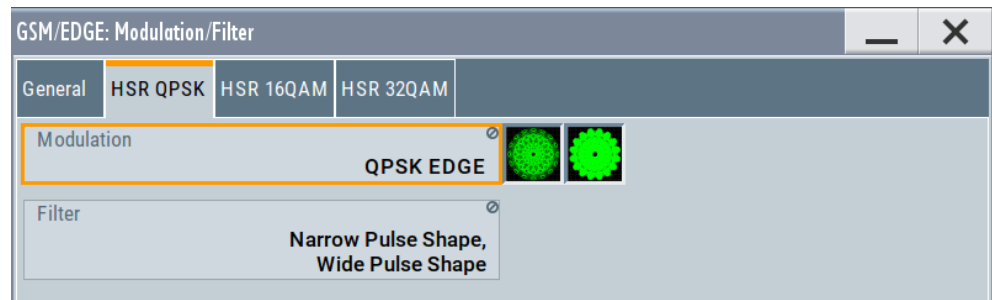 GSM/EDGE: Modulation/Filter
General HSR QPSK HSR 16QAM HSR 32QAM
Modulation
QPSK EDGE
Filter
Narrow Pulse Shape,
Wide Pulse Shape